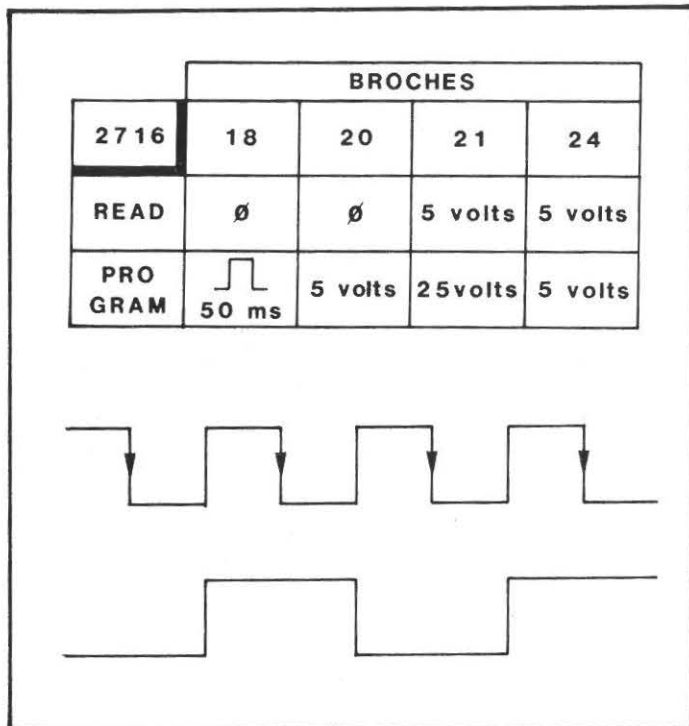 BROCHES
2716 18 20 21 24
READ ø ø 5 volts 5 volts
PRO
GRAM 50 ms 5 volts 25volts 5 volts